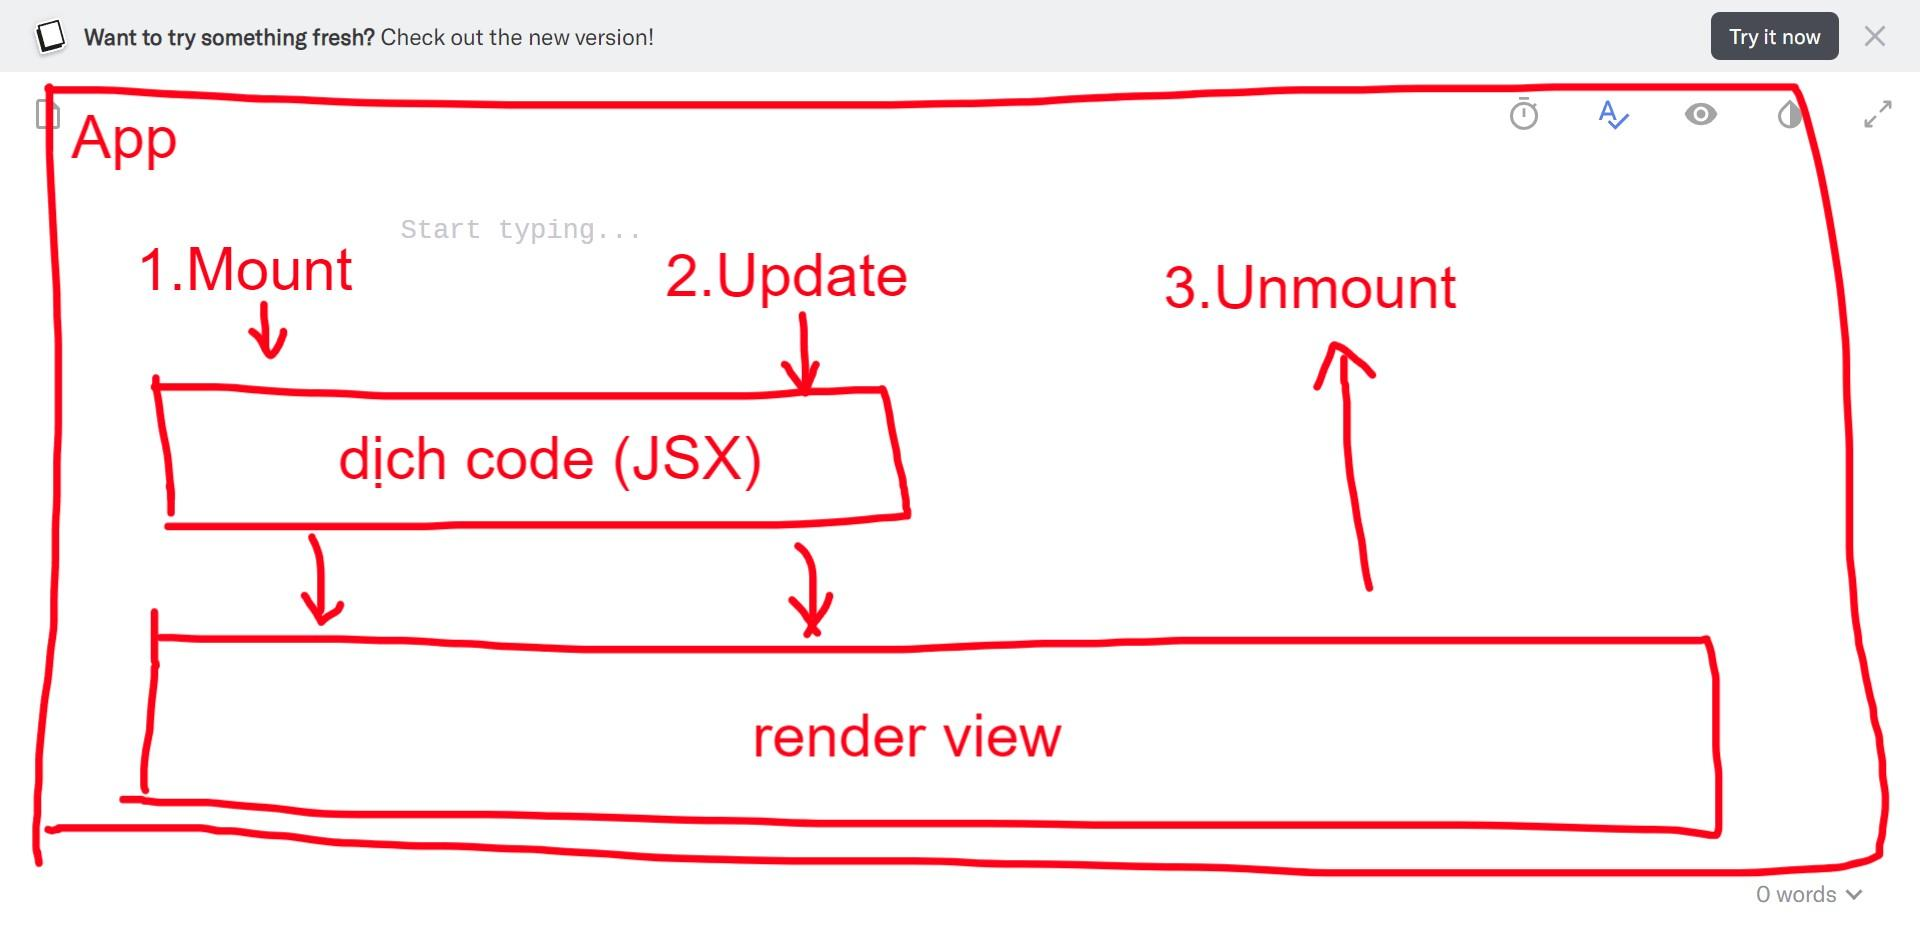 Want to try something fresh? Check out the new version!
Try it now
App
Start typing...
1.Mount
2.Update
3.Unmount
dịch code (JSX)
render view
0 words